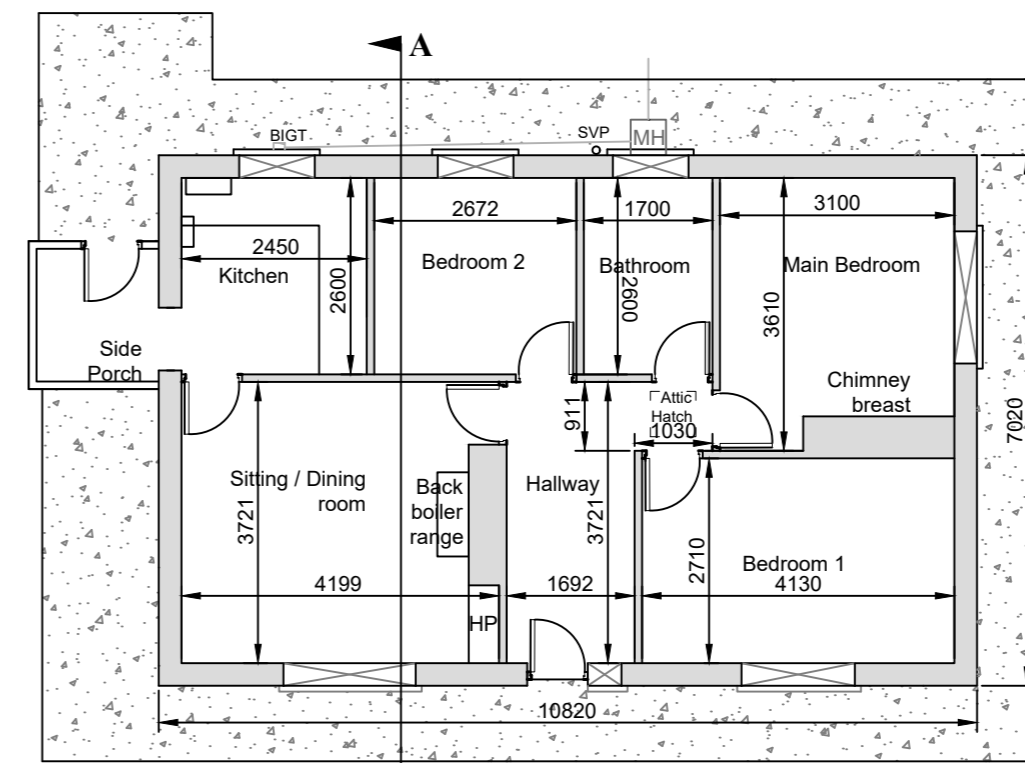 A
BIGT
SVP
MH
2672
1700
3100
2450
Kitchen
Bedroom 2
Bathroom
Main Bedroom
2600
2600
3610
Side
Porch
Chimney
breast
7020
Attic
Hatch
911
1030
Sitting / Dining
room
Back
boiler
range
Hallway
3721
3721
2710
Bedroom 1
4199
1692
4130
HP
10820